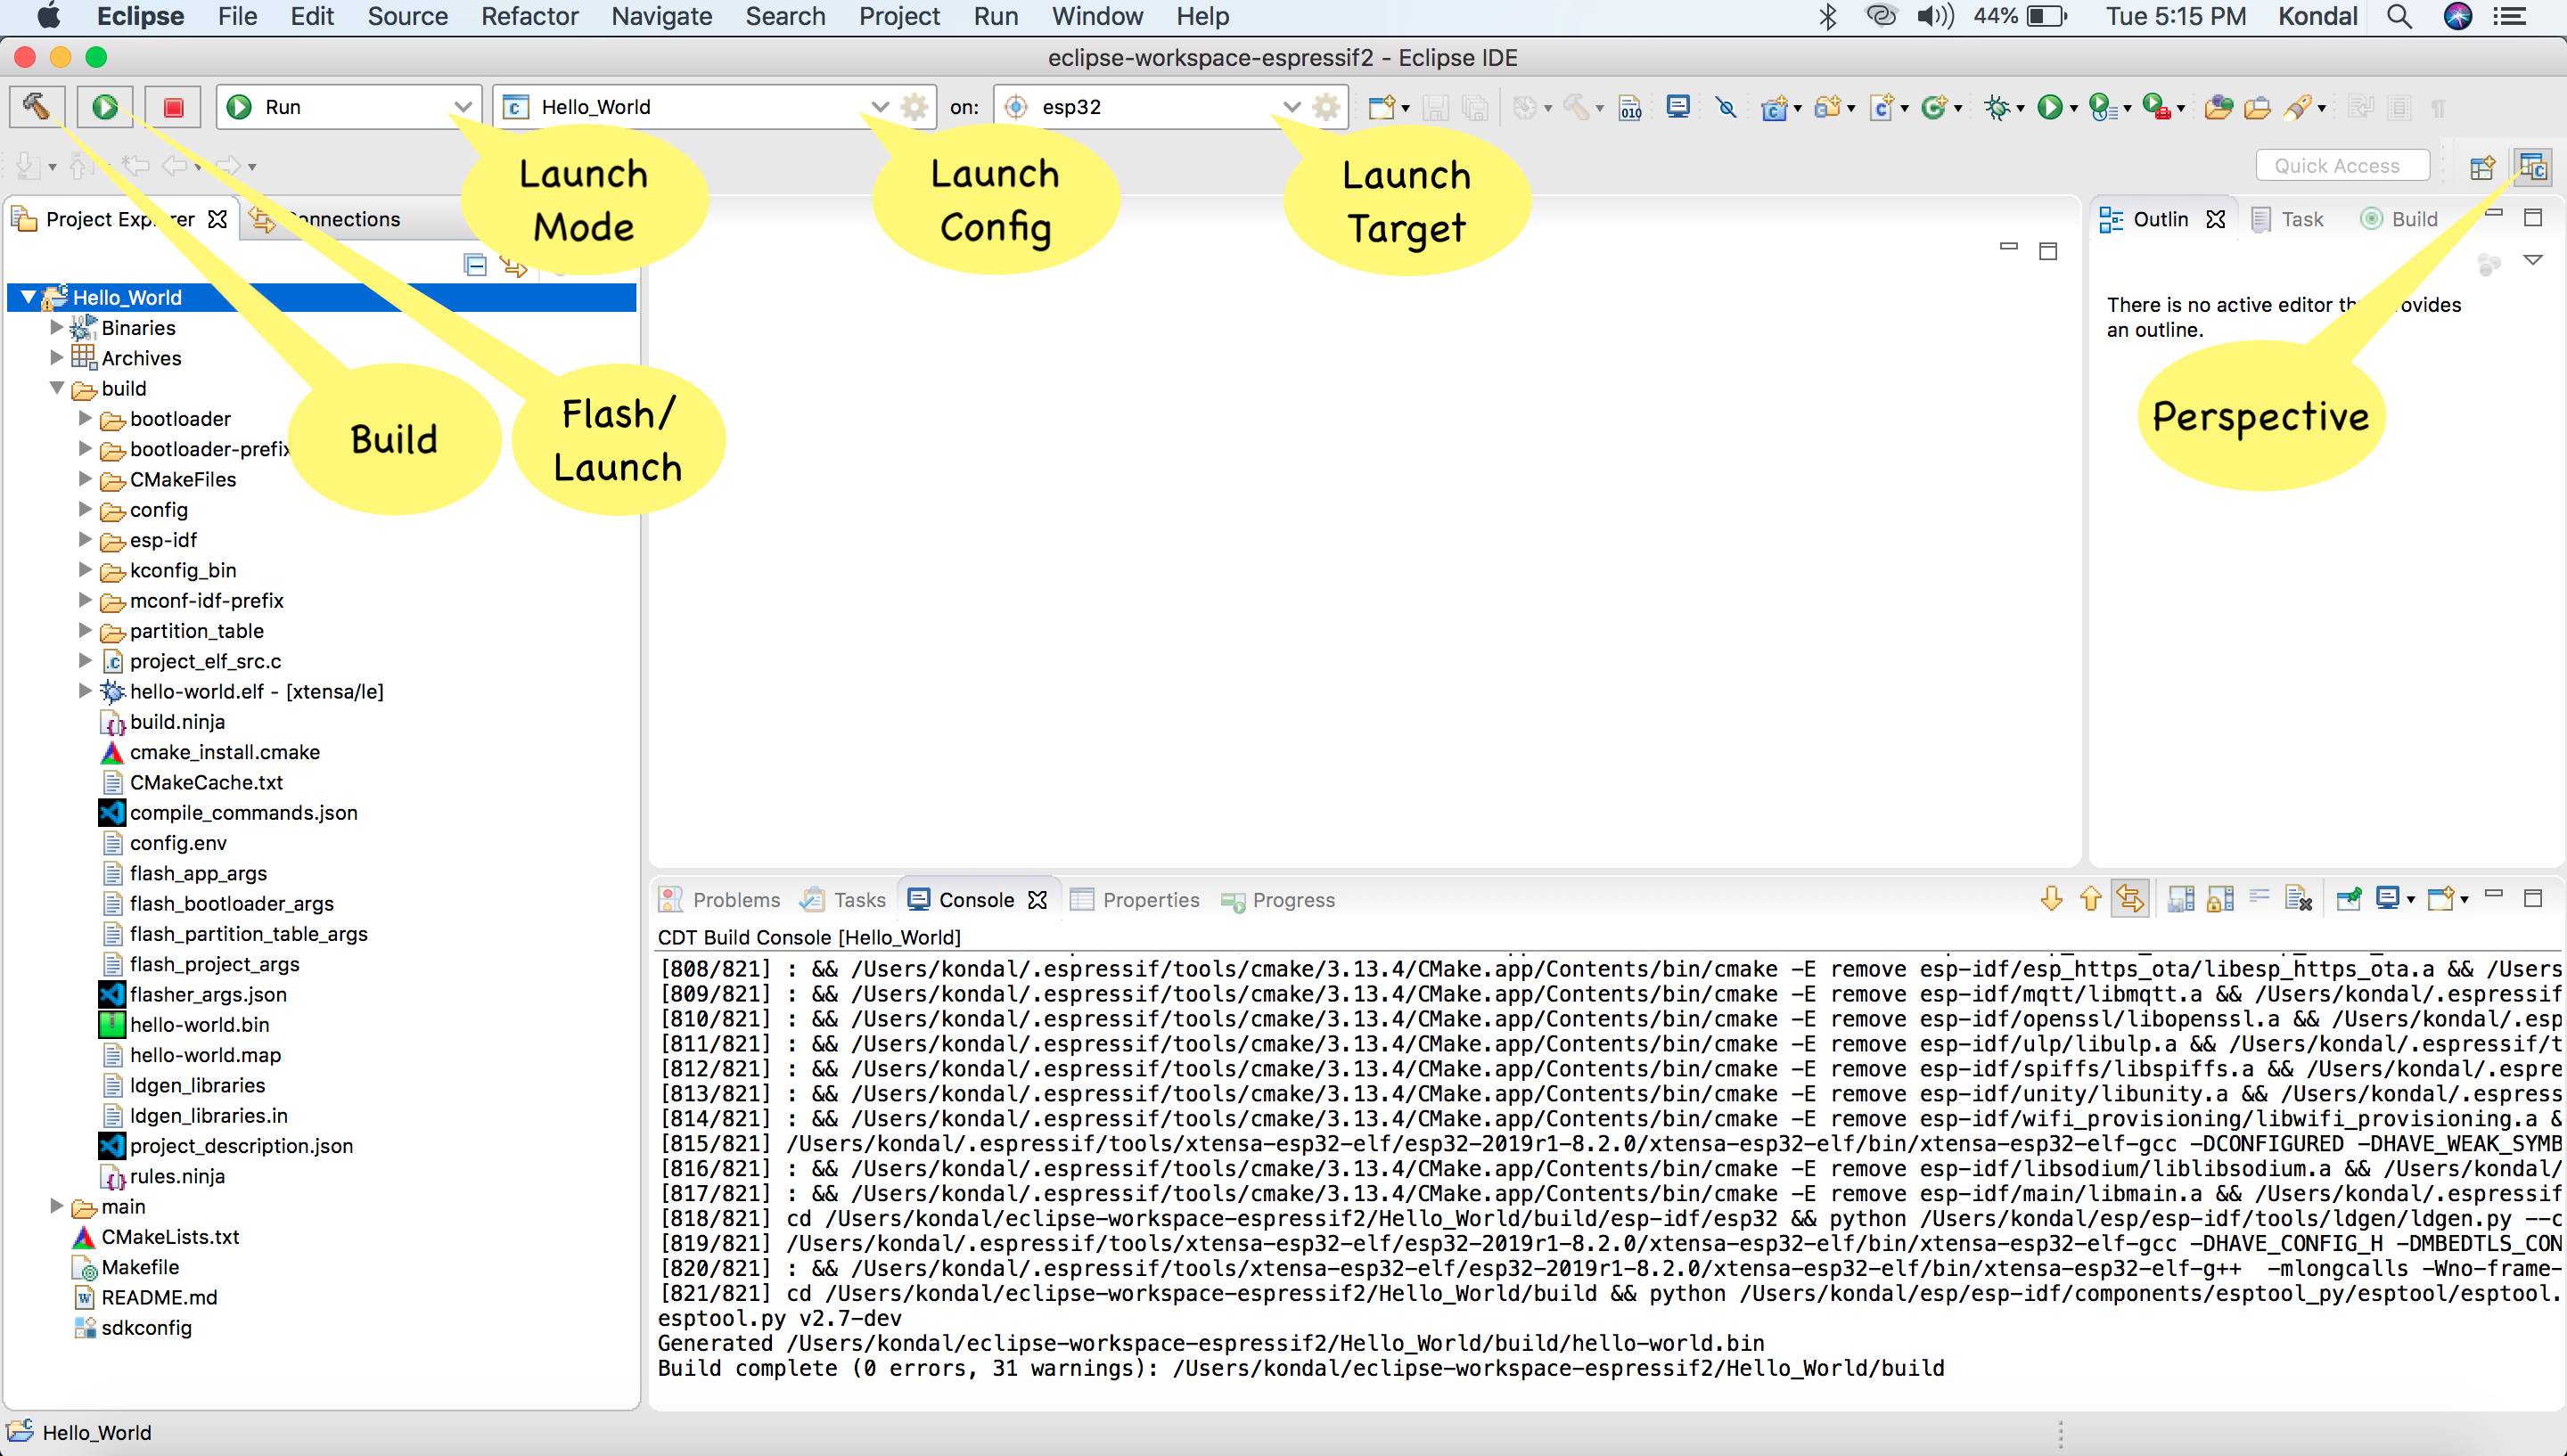 Eclipse File Edit Source Refactor Navigate Search Project Run Window Help 44% Tue 5:15 PM Kondal
eclipse-workspace-espressif2 - Eclipse IDE
Run Hello_World on: esp32
010
Launch Mode
Launch Config
Launch Target
Quick Access
Project Explorer
Connections
Outlin Task Build
There is no active editor that provides
an outline.
Perspective
Build
Flash/
Launch
Hello_World
Binaries
Archives
build
bootloader
bootloader-prefix
CMakeFiles
config
esp-idf
kconfig_bin
mconf-idf-prefix
partition_table
project_elf_src.c
hello-world.elf - [xtensa/le]
build.ninja
cmake_install.cmake
CMakeCache.txt
compile_commands.json
config.env
flash_app_args
flash_bootloader_args
flash_partition_table_args
flash_project_args
flasher_args.json
hello-world.bin
hello-world.map
ldgen_libraries
ldgen_libraries.in
project_description.json
rules.ninja
main
CMakeLists.txt
Makefile
README.md
sdkconfig
Problems Tasks Console Properties Progress
CDT Build Console [Hello_World]
[808/821] : && /Users/kondal/.espressif/tools/cmake/3.13.4/CMake.app/Contents/bin/cmake -E remove esp-idf/esp_https_ota/libesp_https_ota.a && /Users
[809/821] : && /Users/kondal/.espressif/tools/cmake/3.13.4/CMake.app/Contents/bin/cmake -E remove esp-idf/mqtt/libmqtt.a && /Users/kondal/.espressif
[810/821] : && /Users/kondal/.espressif/tools/cmake/3.13.4/CMake.app/Contents/bin/cmake -E remove esp-idf/openssl/libopenssl.a && /Users/kondal/.esp
[811/821] : && /Users/kondal/.espressif/tools/cmake/3.13.4/CMake.app/Contents/bin/cmake -E remove esp-idf/ulp/libulp.a && /Users/kondal/.espressif/t
[812/821] : && /Users/kondal/.espressif/tools/cmake/3.13.4/CMake.app/Contents/bin/cmake -E remove esp-idf/spiffs/libspiffs.a && /Users/kondal/.espre
[813/821] : && /Users/kondal/.espressif/tools/cmake/3.13.4/CMake.app/Contents/bin/cmake -E remove esp-idf/unity/libunity.a && /Users/kondal/.espress
[814/821] : && /Users/kondal/.espressif/tools/cmake/3.13.4/CMake.app/Contents/bin/cmake -E remove esp-idf/wifi_provisioning/libwifi_provisioning.a &
[815/821] /Users/kondal/.espressif/tools/xtensa-esp32-elf/esp32-2019r1-8.2.0/xtensa-esp32-elf/bin/xtensa-esp32-elf-gcc -DCONFIGURED -DHAVE_WEAK_SYMB
[816/821] : && /Users/kondal/.espressif/tools/cmake/3.13.4/CMake.app/Contents/bin/cmake -E remove esp-idf/libsodium/liblibsodium.a && /Users/kondal/
[817/821] : && /Users/kondal/.espressif/tools/cmake/3.13.4/CMake.app/Contents/bin/cmake -E remove esp-idf/main/libmain.a && /Users/kondal/.espressif
[818/821] cd /Users/kondal/eclipse-workspace-espressif2/Hello_World/build/esp-idf/esp32 && python /Users/kondal/esp/esp-idf/tools/ldgen/ldgen.py --c
[819/821] /Users/kondal/.espressif/tools/xtensa-esp32-elf/esp32-2019r1-8.2.0/xtensa-esp32-elf/bin/xtensa-esp32-elf-gcc -DHAVE_CONFIG_H -DMBEDTLS_CON
[820/821] : && /Users/kondal/.espressif/tools/xtensa-esp32-elf/esp32-2019r1-8.2.0/xtensa-esp32-elf/bin/xtensa-esp32-elf-g++  -mlongcalls -Wno-frame-
[821/821] cd /Users/kondal/eclipse-workspace-espressif2/Hello_World/build && python /Users/kondal/esp/esp-idf/components/esptool_py/esptool/esptool.
esptool.py v2.7-dev
Generated /Users/kondal/eclipse-workspace-espressif2/Hello_World/build/hello-world.bin
Build complete (0 errors, 31 warnings): /Users/kondal/eclipse-workspace-espressif2/Hello_World/build
Hello_World